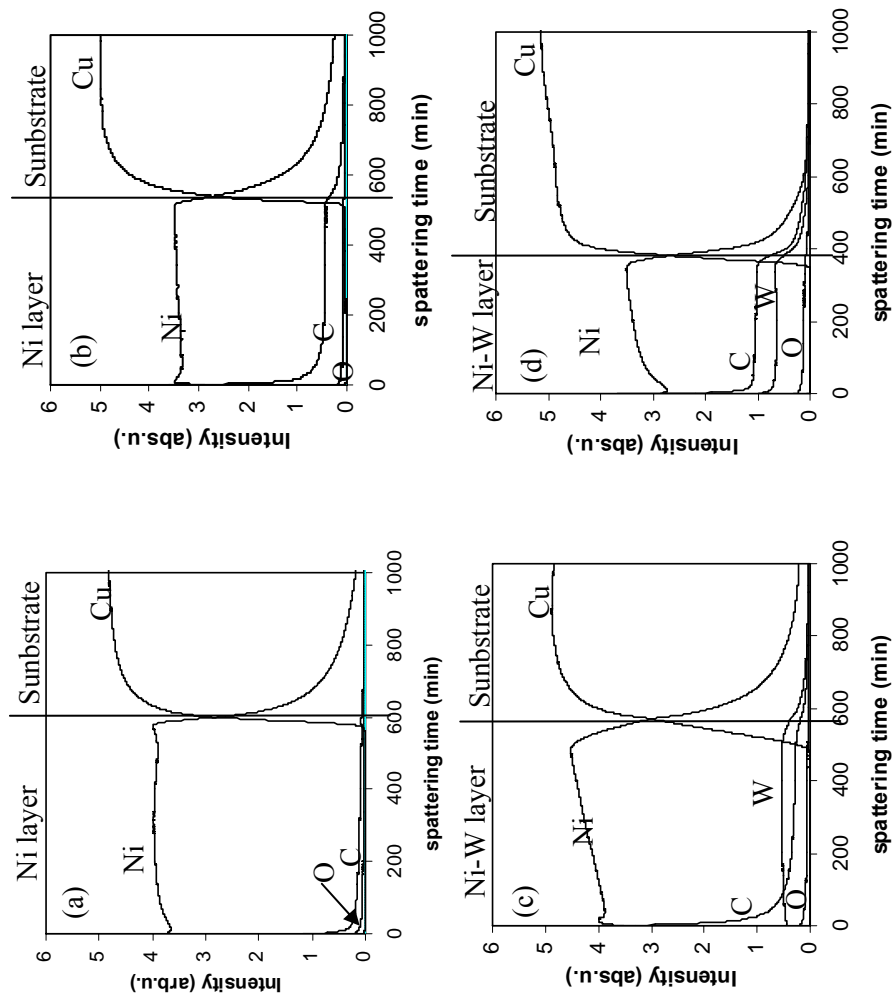 Ni layer Sunbstrate
(a)
Cu
Ni
O
C
6
5
4
3
2
1
0
Intensity (arb.u.)
0 200 400 600 800 1000
spattering time (min)
Ni layer Sunbstrate
(b)
Cu
Ni
C
O
6
5
4
3
2
1
0
Intensity (abs.u.)
0 200 400 600 800 1000
spattering time (min)
Ni-W layer Sunbstrate
(c)
Cu
Ni
C
W
O
6
5
4
3
2
1
0
Intensity (abs.u.)
0 200 400 600 800 1000
spattering time (min)
Ni-W layer Sunbstrate
(d)
Cu
Ni
C
W
O
6
5
4
3
2
1
0
Intensity (abs.u.)
0 200 400 600 800 1000
spattering time (min)